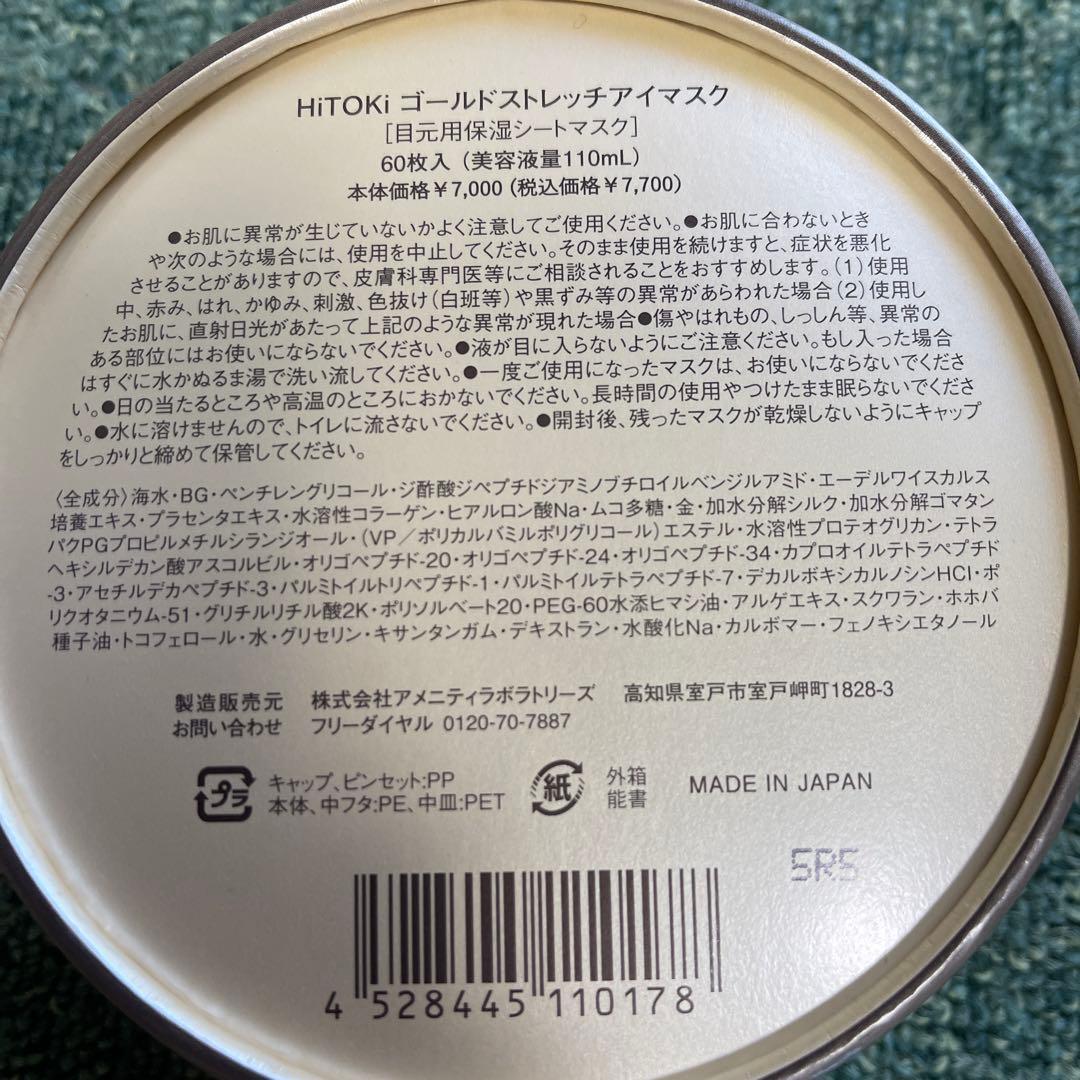 HiTOKi ゴールドストレッチアイマスク
[目元用保湿シートマスク]
60枚入（美容液量110mL）
本体価格￥7,000（税込価格￥7,700）
●お肌に異常が生じていないかよく注意してご使用ください。●お肌に合わないとき
や次のような場合には、使用を中止してください。そのまま使用を続けますと、症状を悪化
させることがありますので、皮膚科専門医等にご相談されることをおすすめします。（1）使用
中、赤み、はれ、かゆみ、刺激、色抜け（白斑等）や黒ずみ等の異常があらわれた場合（2）使用し
たお肌に、直射日光があたって上記のような異常が現れた場合●傷やはれもの、しっしん等、異常の
ある部位にはお使いにならないでください。●液が目に入らないようにご注意ください。もし入った場合
はすぐに水かぬるま湯で洗い流してください。●一度ご使用になったマスクは、お使いにならないでくださ
い。●日の当たるところや高温のところにおかないでください。長時間の使用やつけたまま眠らないでくださ
い。●水に溶けませんので、トイレに流さないでください。●開封後、残ったマスクが乾燥しないようにキャップ
をしっかりと締めて保管してください。
〈全成分〉海水・BG・ペンチレングリコール・ジ酢酸ジペプチドジアミノブチロイルベンジルアミド・エーデルワイスカルス
培養エキス・プラセンタエキス・水溶性コラーゲン・ヒアルロン酸Na・ムコ多糖・金・加水分解シルク・加水分解ゴマタン
パクPGプロピルメチルシランジオール・（VP／ポリカルバミルポリグリコール）エステル・水溶性プロテオグリカン・テトラ
ヘキシルデカン酸アスコルビル・オリゴペプチド-20・オリゴペプチド-24・オリゴペプチド-34・カプロオイルテトラペプチド
-3・アセチルデカペプチド-3・パルミトイルトリペプチド-1・パルミトイルテトラペプチド-7・デカルボキシカルノシンHCI・ポ
リクオタニウム-51・グリチルリチル酸2K・ポリソルベート20・PEG-60水添ヒマシ油・アルゲエキス・スクワラン・ホホバ
種子油・トコフェロール・水・グリセリン・キサンタンガム・デキストラン・水酸化Na・カルボマー・フェノキシエタノール
製造販売元 株式会社アメニティラボラトリーズ 高知県室戸市室戸岬町1828-3
お問い合わせ フリーダイヤル 0120-70-7887
プラ キャップ、ピンセット:PP
本体、中フタ:PE、中皿:PET
紙 外箱
能書
MADE IN JAPAN
5R5
4 528445 110178